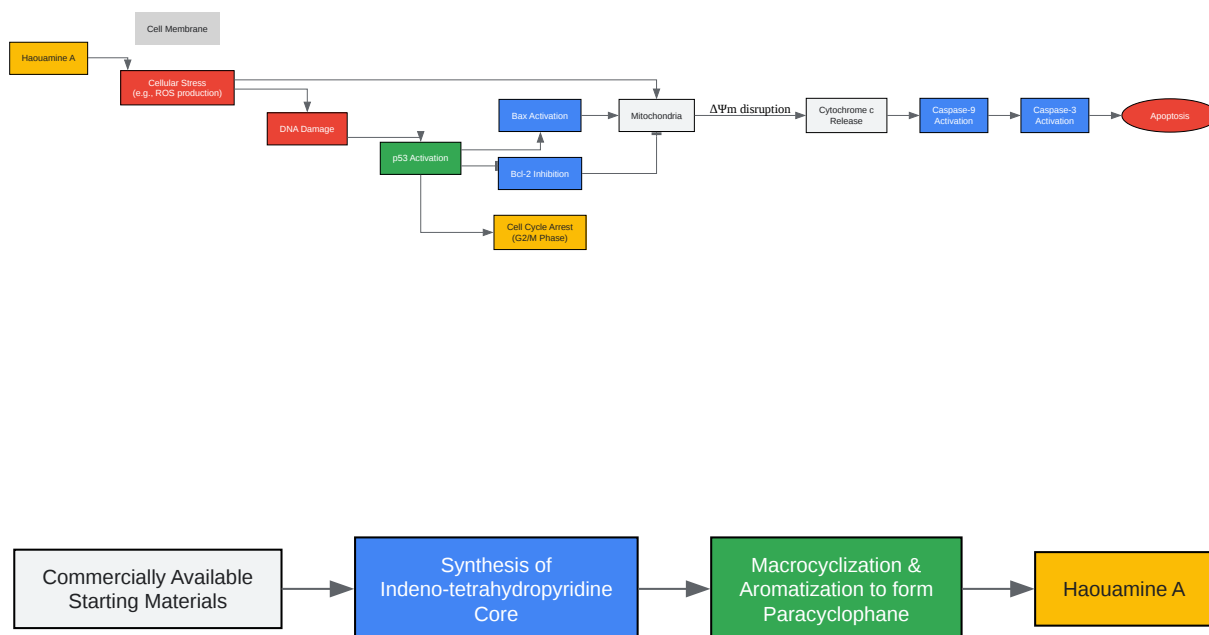 Cell Membrane
Haouamine A
Cellular Stress
(e.g., ROS production)
DNA Damage
p53 Activation
Bax Activation
Bcl-2 Inhibition
Cell Cycle Arrest
(G2/M Phase)
Mitochondria
ΔΨm disruption
Cytochrome c
Release
Caspase-9
Activation
Caspase-3
Activation
Apoptosis
Commercially Available
Starting Materials
Synthesis of
Indeno-tetrahydropyridine
Core
Macrocyclization &
Aromatization to form
Paracyclophane
Haouamine A